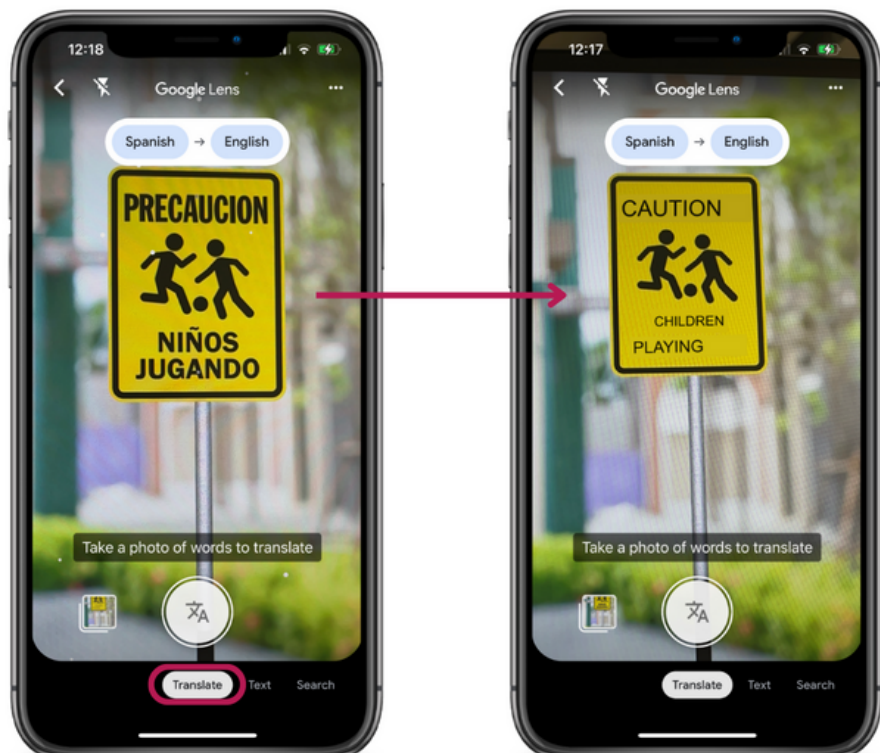 12:18
Google Lens
Spanish → English
PRECAUCION
NIÑOS
JUGANDO
Take a photo of words to translate
Translate Text Search
12:17
Google Lens
Spanish → English
CAUTION
CHILDREN
PLAYING
Take a photo of words to translate
Translate Text Search